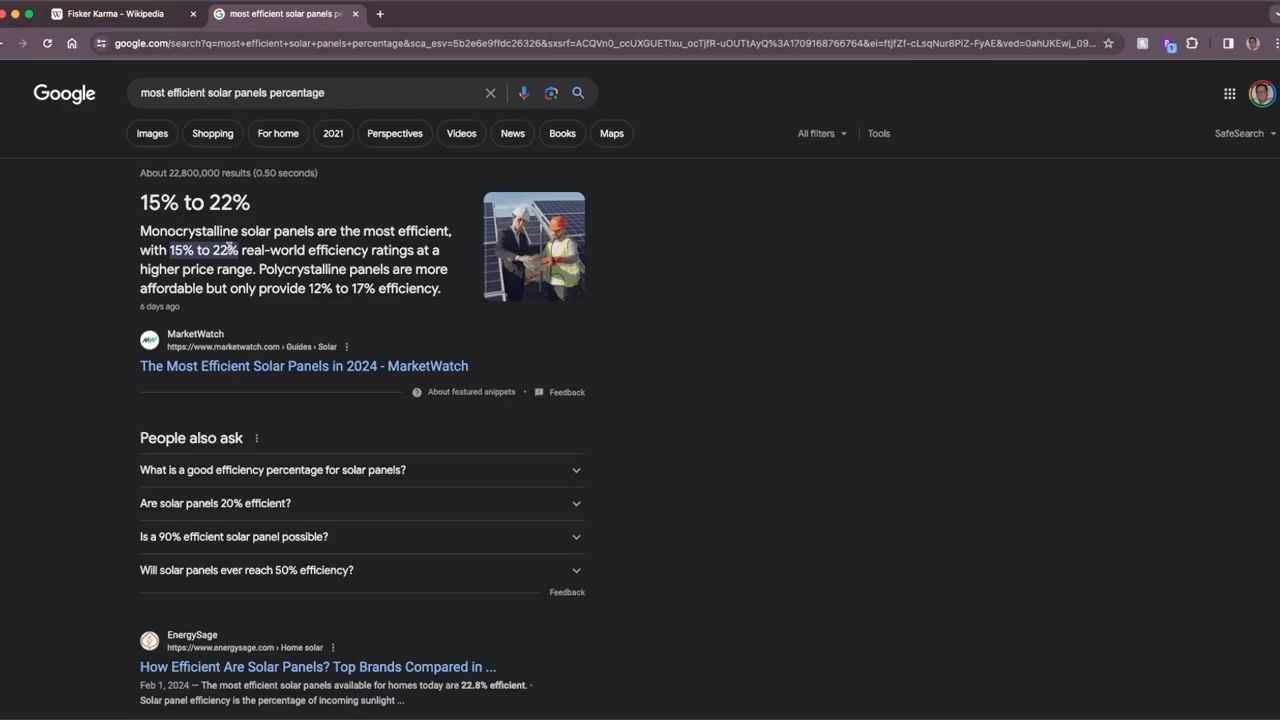 Fisker Karma – Wikipedia
most efficient solar panels pe
google.com/search?q=most+efficient+solar+panels+percentage&sca_esv=5b2e6e9ffdc26326&sxsrf=ACQVn0_ccUXGUETIxu_ocTjfR-uOUTtAyQ%3A1709168766764&ei=ftjfZf-cLsqNur8PiZ-FyAE&ved=0ahUKEwj_09...
Google
most efficient solar panels percentage
Images
Shopping
For home
2021
Perspectives
Videos
News
Books
Maps
All filters
Tools
SafeSearch
About 22,800,000 results (0.50 seconds)
15% to 22%
Monocrystalline solar panels are the most efficient,
with 15% to 22% real-world efficiency ratings at a
higher price range. Polycrystalline panels are more
affordable but only provide 12% to 17% efficiency.
6 days ago
MarketWatch
https://www.marketwatch.com › Guides › Solar
The Most Efficient Solar Panels in 2024 - MarketWatch
About featured snippets • Feedback
People also ask
What is a good efficiency percentage for solar panels?
Are solar panels 20% efficient?
Is a 90% efficient solar panel possible?
Will solar panels ever reach 50% efficiency?
Feedback
EnergySage
https://www.energysage.com › Home solar
How Efficient Are Solar Panels? Top Brands Compared in ...
Feb 1, 2024 — The most efficient solar panels available for homes today are 22.8% efficient. ·
Solar panel efficiency is the percentage of incoming sunlight ...